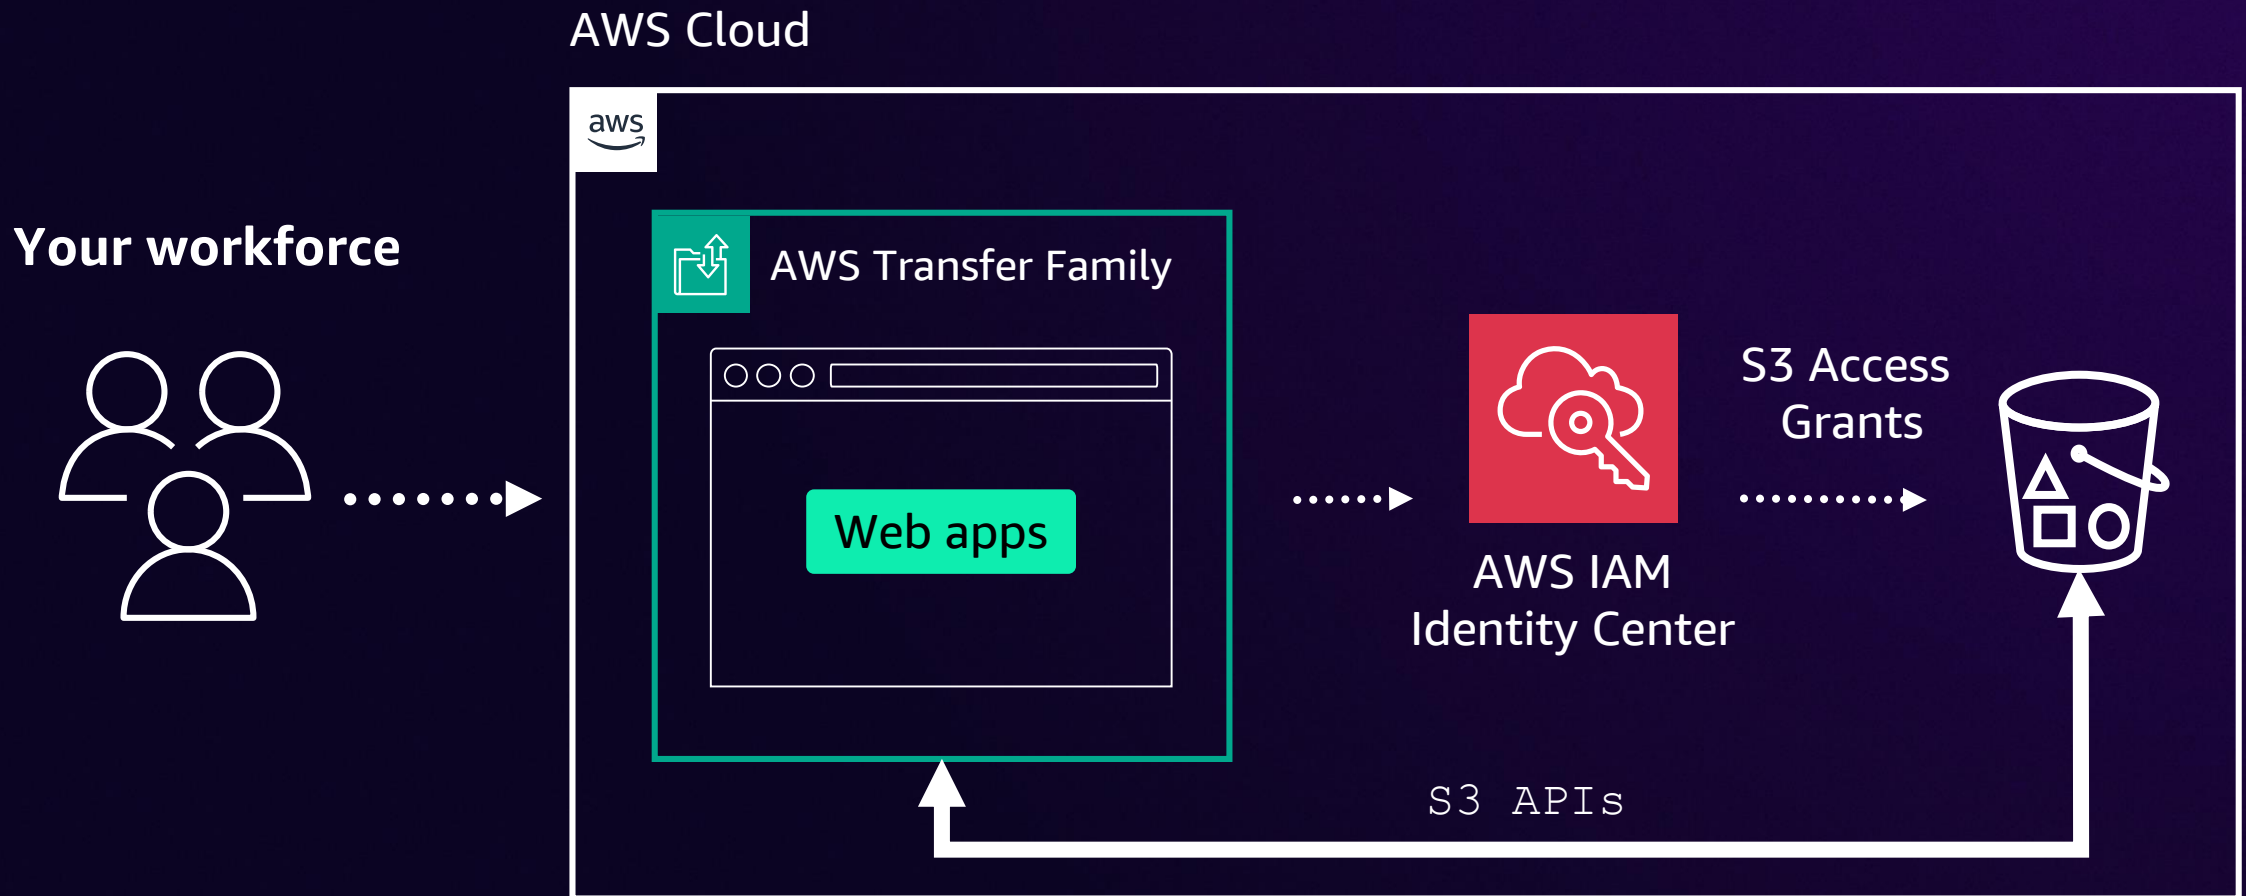 AWS Cloud
aws
Your workforce
AWS Transfer Family
Web apps
AWS IAM
Identity Center
S3 Access
Grants
S3 APIs